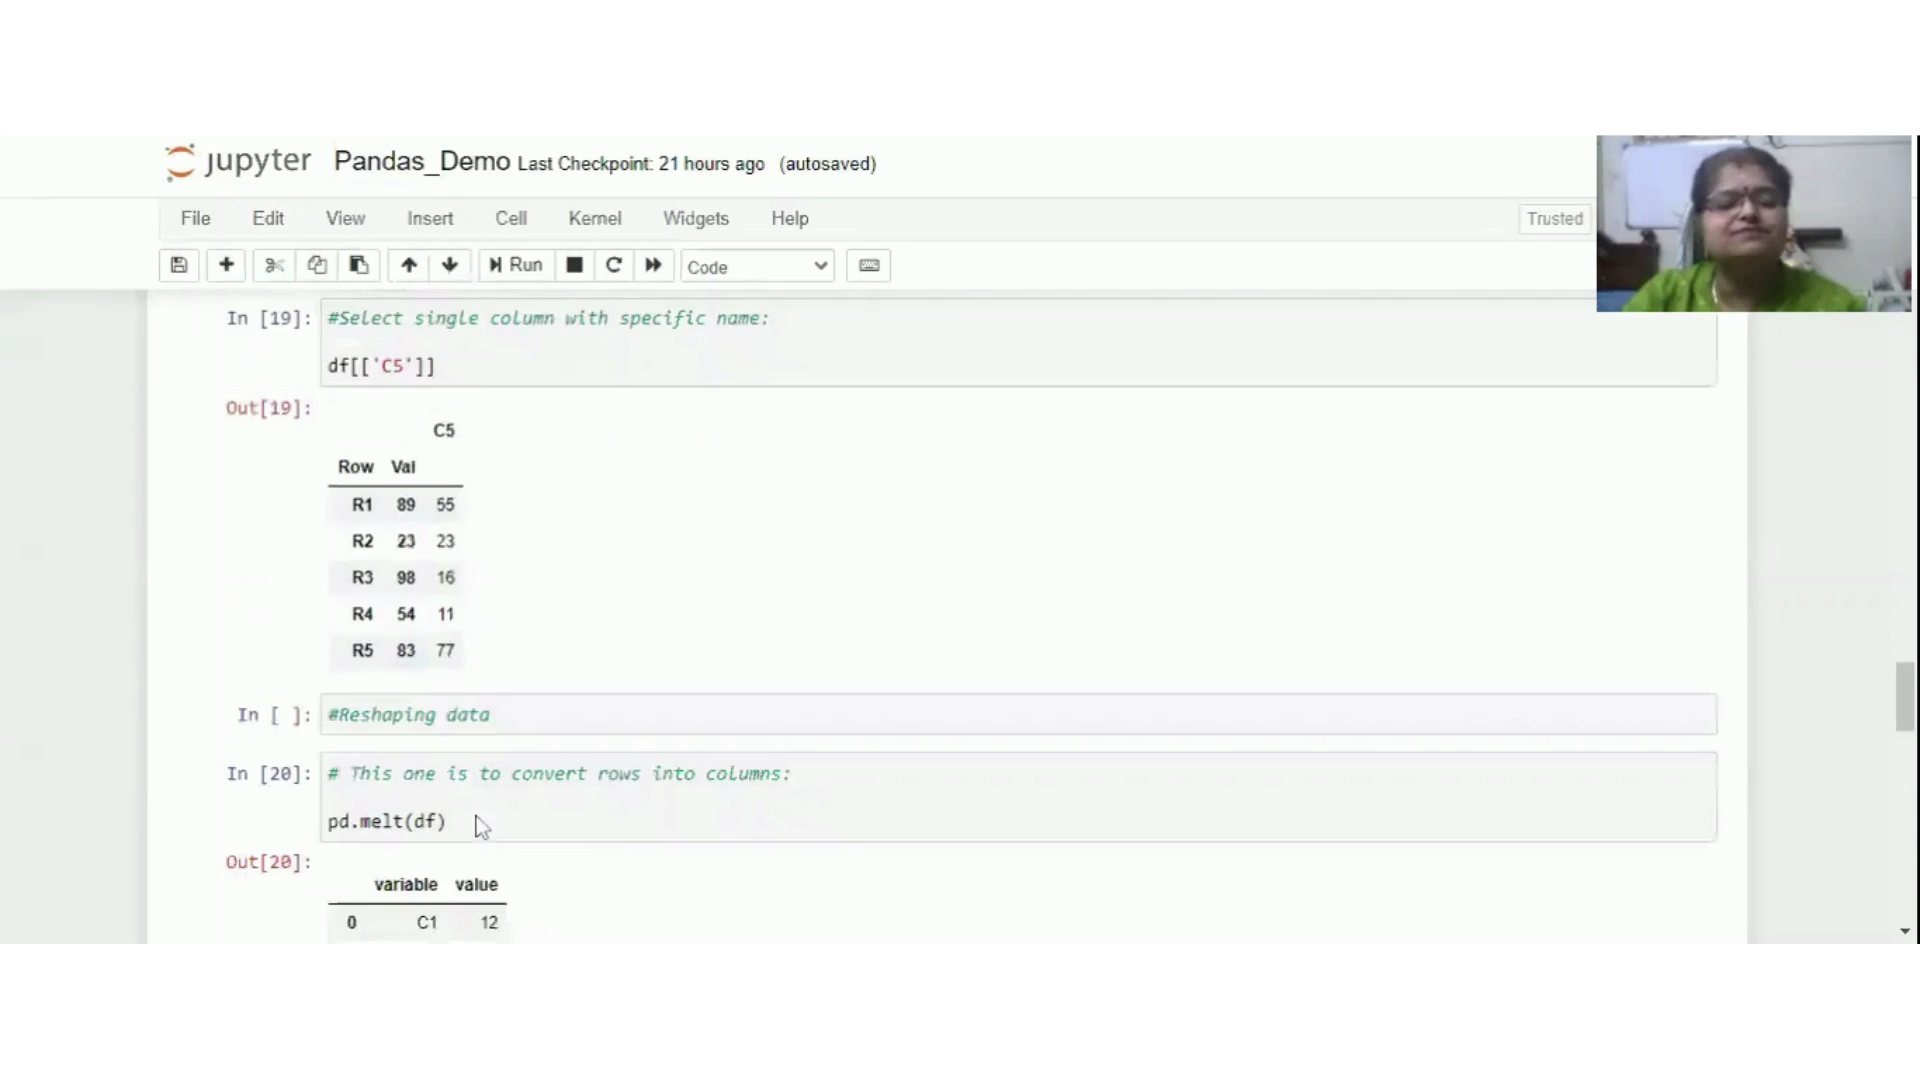 jupyter Pandas_Demo Last Checkpoint: 21 hours ago (autosaved)
File Edit View Insert Cell Kernel Widgets Help Trusted
Run Code
In [19]: #Select single column with specific name:
df[['C5']]
Out[19]:
C5
Row Val
R1 89 55
R2 23 23
R3 98 16
R4 54 11
R5 83 77
In [ ]: #Reshaping data
In [20]: # This one is to convert rows into columns:
pd.melt(df)
Out[20]:
variable value
0 C1 12